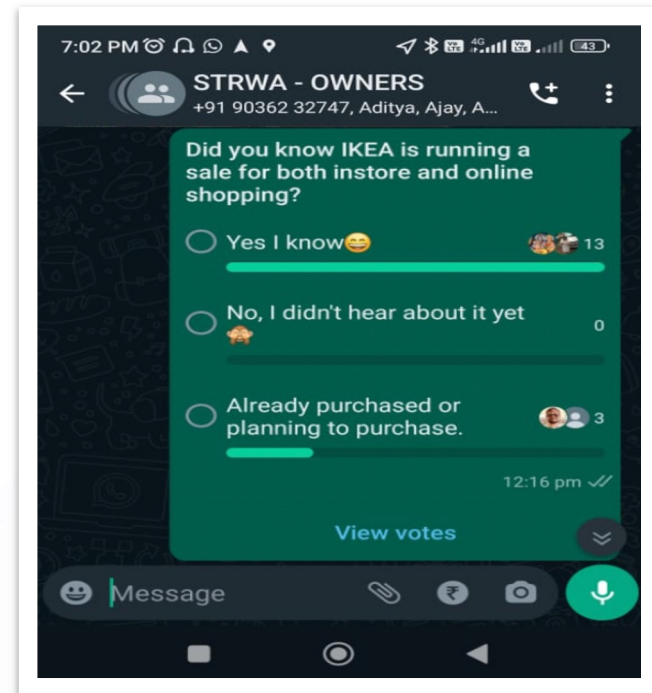 7:02 PM
4G
43
STRWA - OWNERS
+91 90362 32747, Aditya, Ajay, A...
Did you know IKEA is running a
sale for both instore and online
shopping?
Yes I know😄 13
No, I didn't hear about it yet
🙈 0
Already purchased or
planning to purchase. 3
12:16 pm
View votes
Message
₹